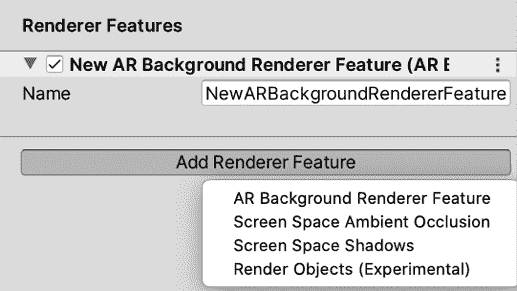 Renderer Features
New AR Background Renderer Feature (AR E
Name NewARBackgroundRendererFeature
Add Renderer Feature
AR Background Renderer Feature
Screen Space Ambient Occlusion
Screen Space Shadows
Render Objects (Experimental)